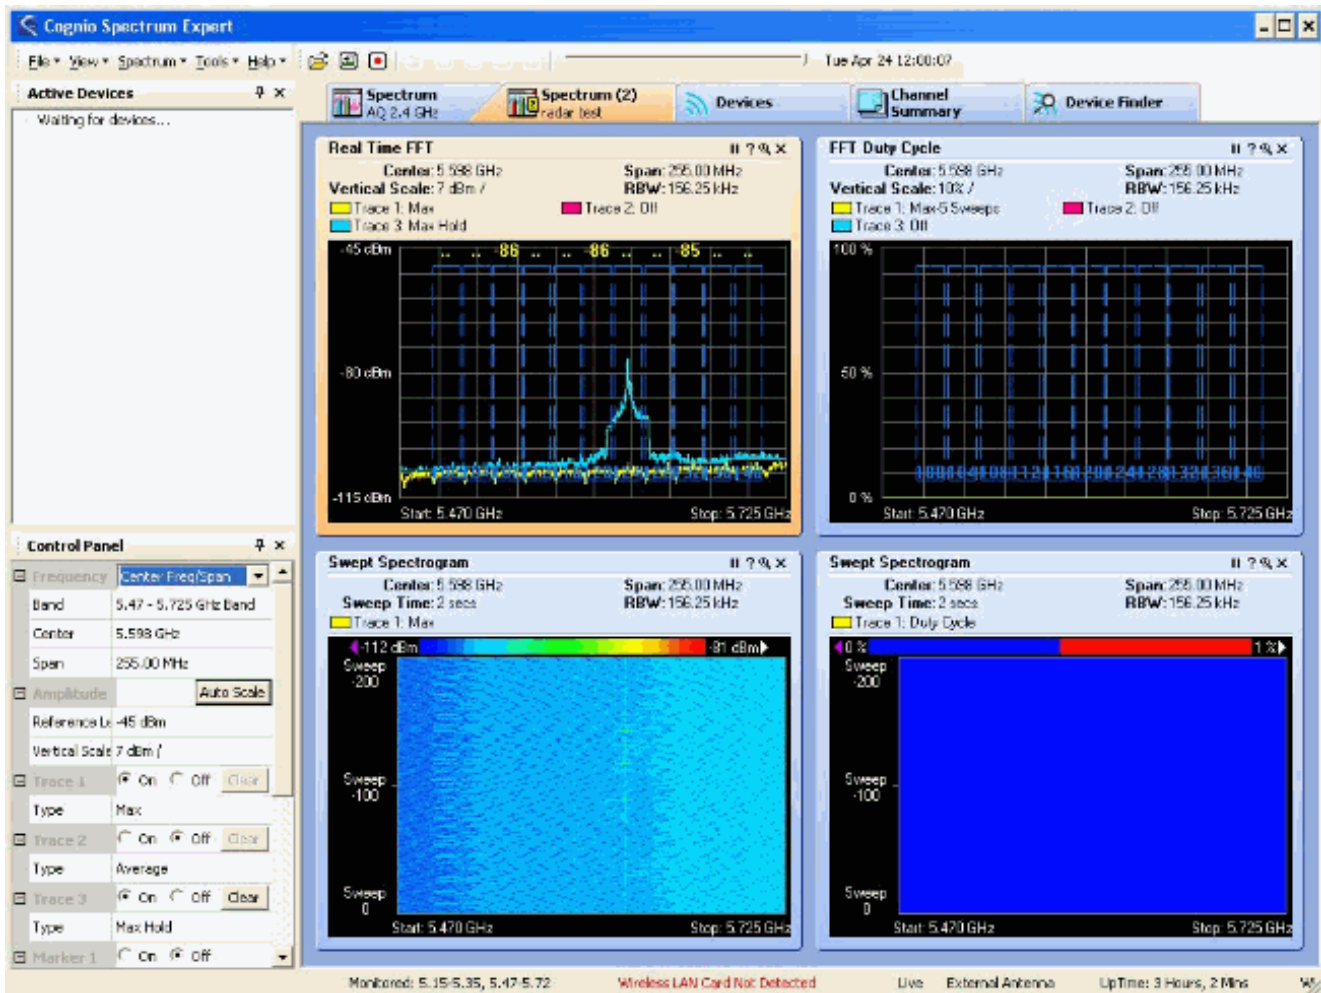 Cognio Spectrum Expert
File View Spectrum Tools Help
Tue Apr 24 12:00:07
Active Devices
Waiting for devices...
Spectrum
AQ 2.4 GHz
Spectrum (2)
radar test
Devices
Channel
Summary
Device Finder
Real Time FFT
Center: 5.598 GHz Span: 255.00 MHz
Vertical Scale: 7 dBm / RBW: 156.25 kHz
Trace 1: Max Trace 2: Off
Trace 3: Max Hold
-45 dBm
.. .. -86 .. .. -86 .. .. -85 .. ..
-80 dBm
-115 dBm
Start: 5.470 GHz Stop: 5.725 GHz
FFT Duty Cycle
Center: 5.598 GHz Span: 255.00 MHz
Vertical Scale: 10% / RBW: 156.25 kHz
Trace 1: Max-5 Sweeps Trace 2: Off
Trace 3: Off
100 %
50 %
0 %
Start: 5.470 GHz Stop: 5.725 GHz
Control Panel
Frequency Center Freq/Span
Band 5.47 - 5.725 GHz Band
Center 5.598 GHz
Span 255.00 MHz
Amplitude Auto Scale
Reference Le -45 dBm
Vertical Scale 7 dBm /
Trace 1 On Off Clear
Type Max
Trace 2 On Off Clear
Type Average
Trace 3 On Off Clear
Type Max Hold
Marker 1 On Off
Swept Spectrogram
Center: 5.598 GHz Span: 255.00 MHz
Sweep Time: 2 secs RBW: 156.25 kHz
Trace 1: Max
-112 dBm -81 dBm
Sweep
-200
Sweep
-100
Sweep
0
Start: 5.470 GHz Stop: 5.725 GHz
Swept Spectrogram
Center: 5.598 GHz Span: 255.00 MHz
Sweep Time: 2 secs RBW: 156.25 kHz
Trace 1: Duty Cycle
0 % 1 %
Sweep
-200
Sweep
-100
Sweep
0
Start: 5.470 GHz Stop: 5.725 GHz
Monitored: 5.15-5.35, 5.47-5.72 Wireless LAN Card Not Detected Live External Antenna UpTime: 3 Hours, 2 Mins